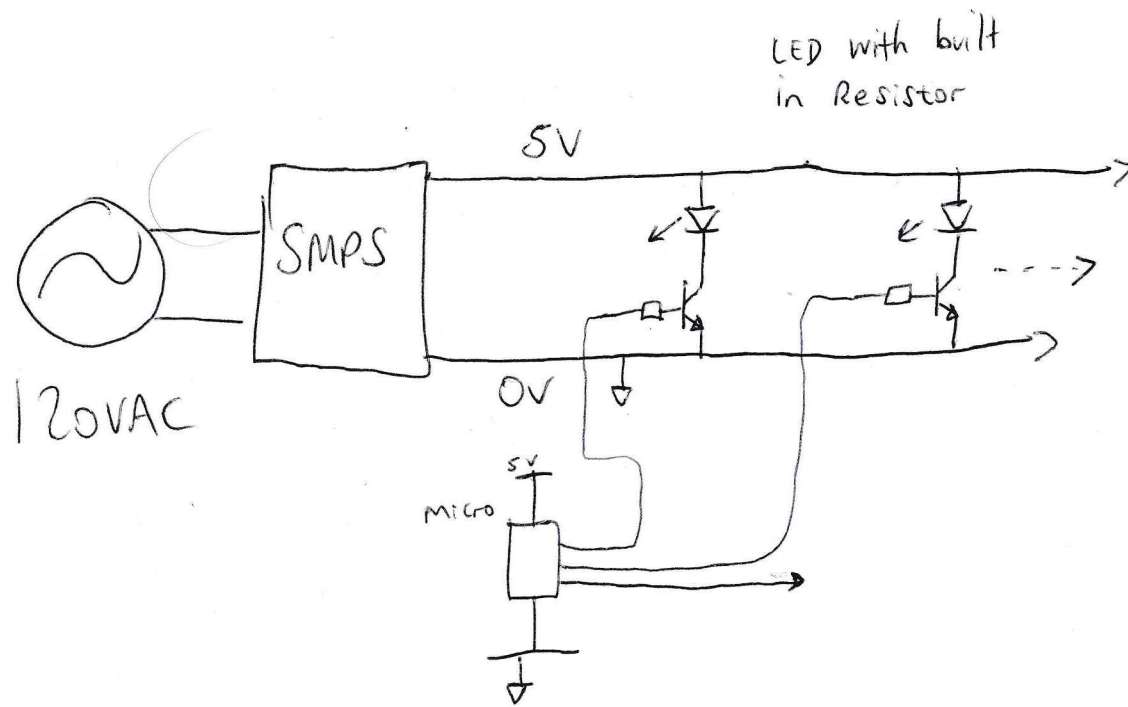 LED with built
in Resistor
5V
SMPS
0V
120VAC
5V
Micro